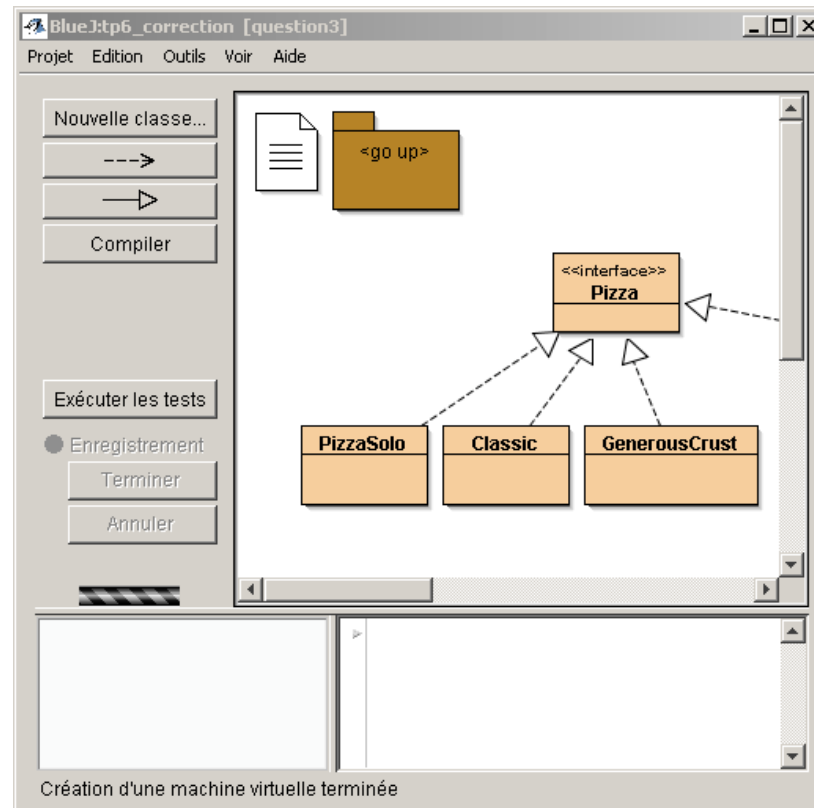 BlueJ:tp6_correction [question3]
Projet Edition Outils Voir Aide
Nouvelle classe...
Compiler
<go up>
<<interface>>
Pizza
Exécuter les tests
Enregistrement
Terminer
Annuler
PizzaSolo
Classic
GenerousCrust
Création d'une machine virtuelle terminée